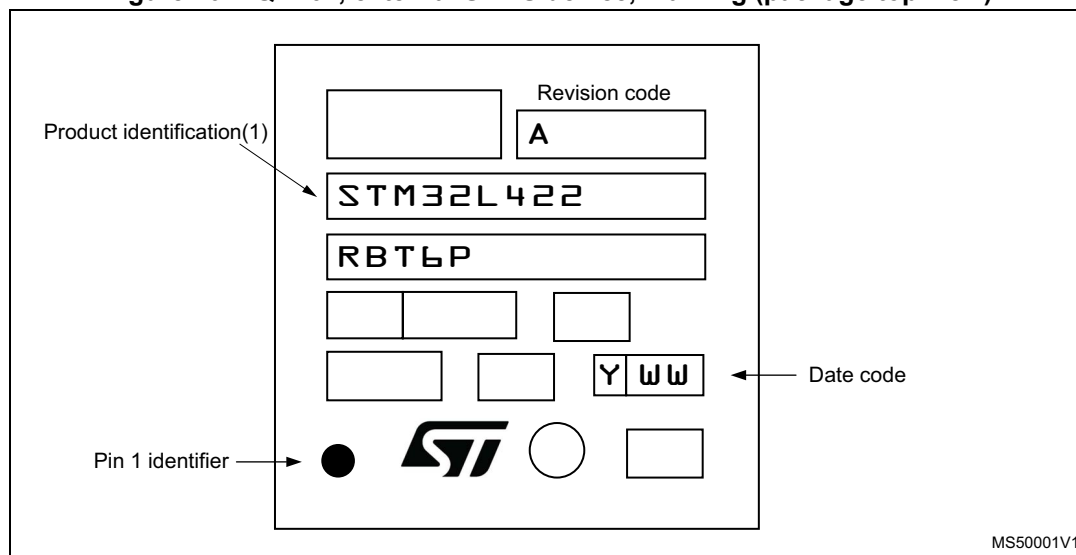 Revision code
Product identification(1)
A
STM32L422
RBT6P
Y WW
Date code
Pin 1 identifier
ST
MS50001V1